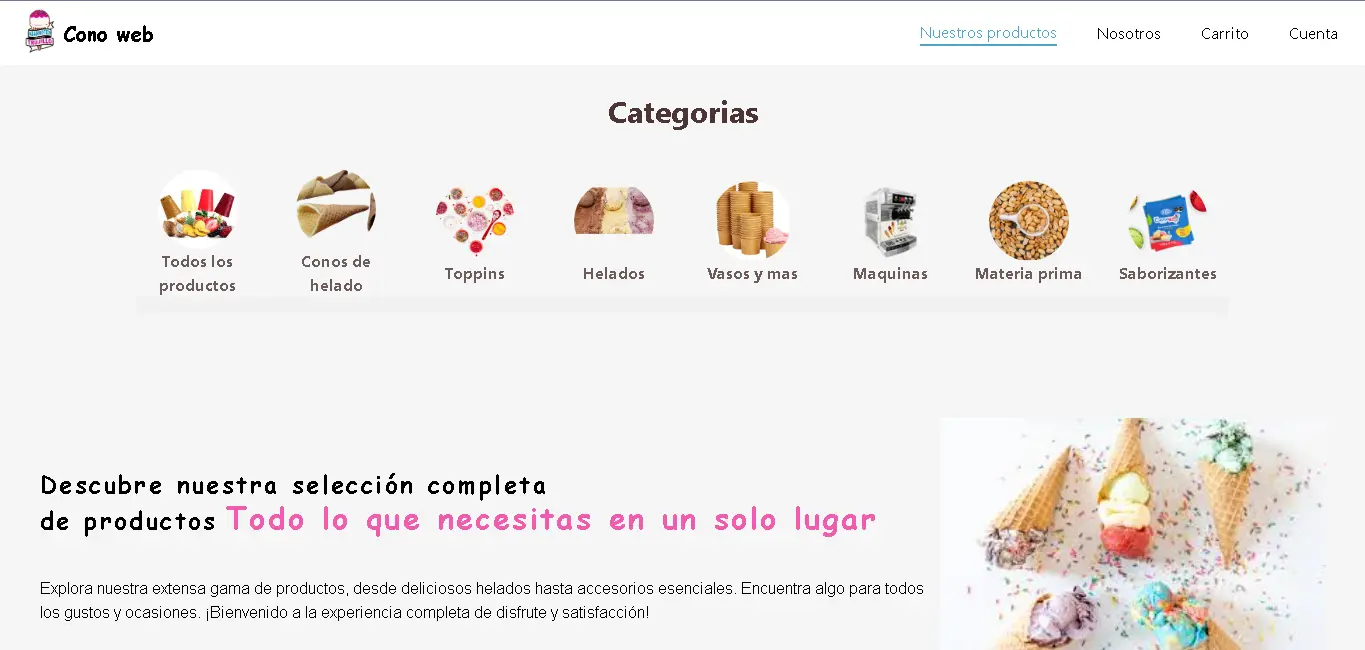 Cono web
Nuestros productos
Nosotros
Carrito
Cuenta
Categorias
Todos los
productos
Conos de
helado
Toppins
Helados
Vasos y mas
Maquinas
Materia prima
Saborizantes
Descubre nuestra selección completa
de productos Todo lo que necesitas en un solo lugar
Explora nuestra extensa gama de productos, desde deliciosos helados hasta accesorios esenciales. Encuentra algo para todos
los gustos y ocasiones. ¡Bienvenido a la experiencia completa de disfrute y satisfacción!